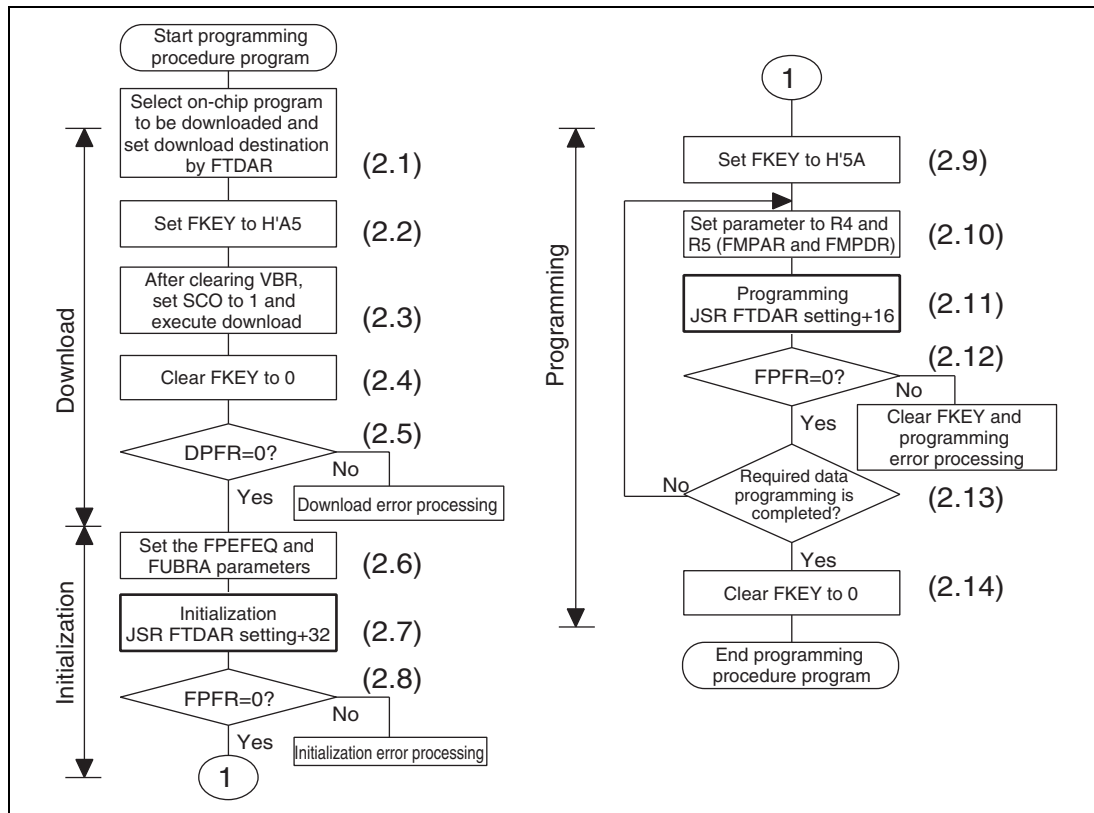 Start programming
procedure program
Select on-chip program
to be downloaded and
set download destination
by FTDAR
(2.1)
Set FKEY to H'A5
(2.2)
After clearing VBR,
set SCO to 1 and
execute download
(2.3)
Clear FKEY to 0
(2.4)
DPFR=0?
(2.5)
No
Yes
Download error processing
Download
Set the FPEFEQ and
FUBRA parameters
(2.6)
Initialization
JSR FTDAR setting+32
(2.7)
FPFR=0?
(2.8)
No
Yes
Initialization error processing
Initialization
1
1
Set FKEY to H'5A
(2.9)
Set parameter to R4 and
R5 (FMPAR and FMPDR)
(2.10)
Programming
JSR FTDAR setting+16
(2.11)
FPFR=0?
(2.12)
No
Yes
Clear FKEY and
programming
error processing
Required data
programming is
completed?
(2.13)
No
Yes
Clear FKEY to 0
(2.14)
Programming
End programming
procedure program